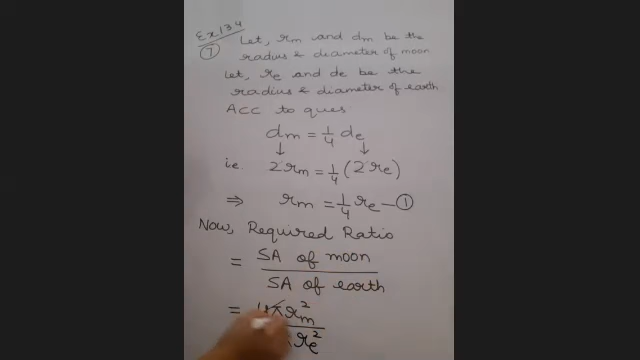 Ex 13.4
⑦ Let, rm and dm be the
radius & diameter of moon
Let, re and de be the
radius & diameter of earth
ACC to ques
dm = 1/4 de
↓ ↓
i.e. 2rm = 1/4 (2re)
⇒ rm = 1/4 re — ①
Now, Required Ratio
= SA of moon
SA of earth
= 4πrm²
re²